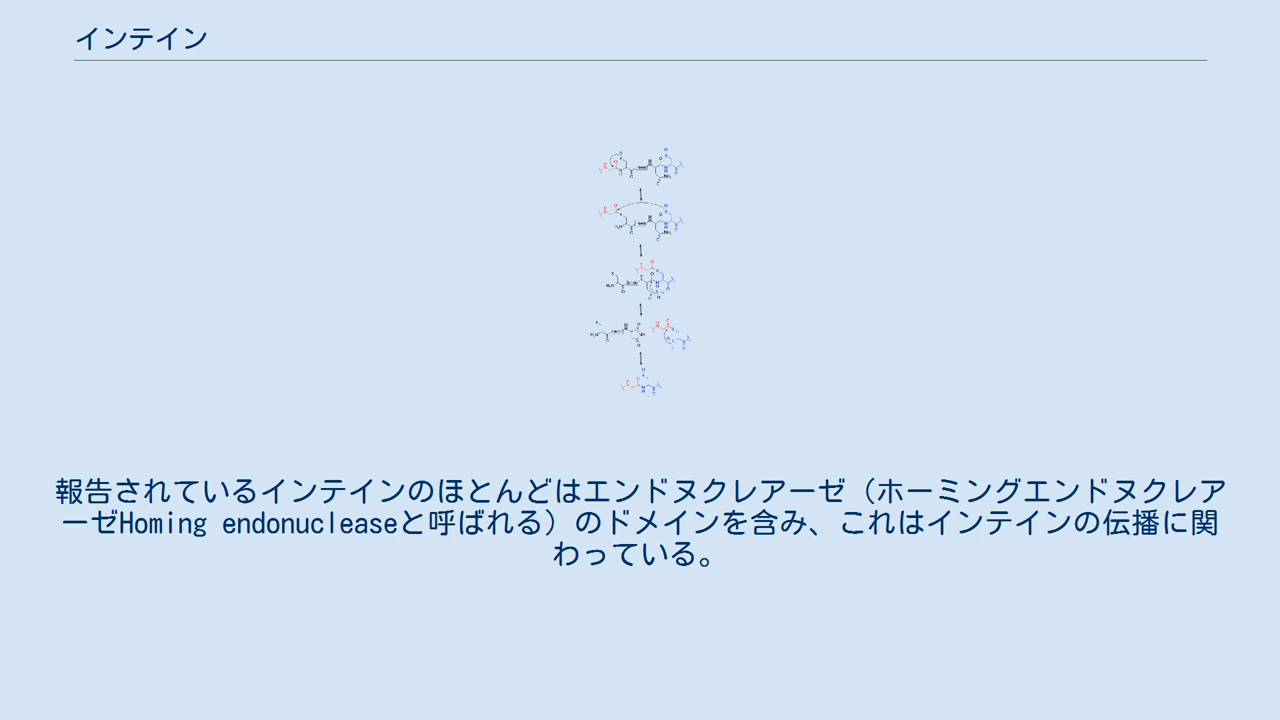 インテイン
報告されているインテインのほとんどはエンドヌクレアーゼ（ホーミングエンドヌクレア
ーゼHoming endonucleaseと呼ばれる）のドメインを含み、これはインテインの伝播に関
わっている。